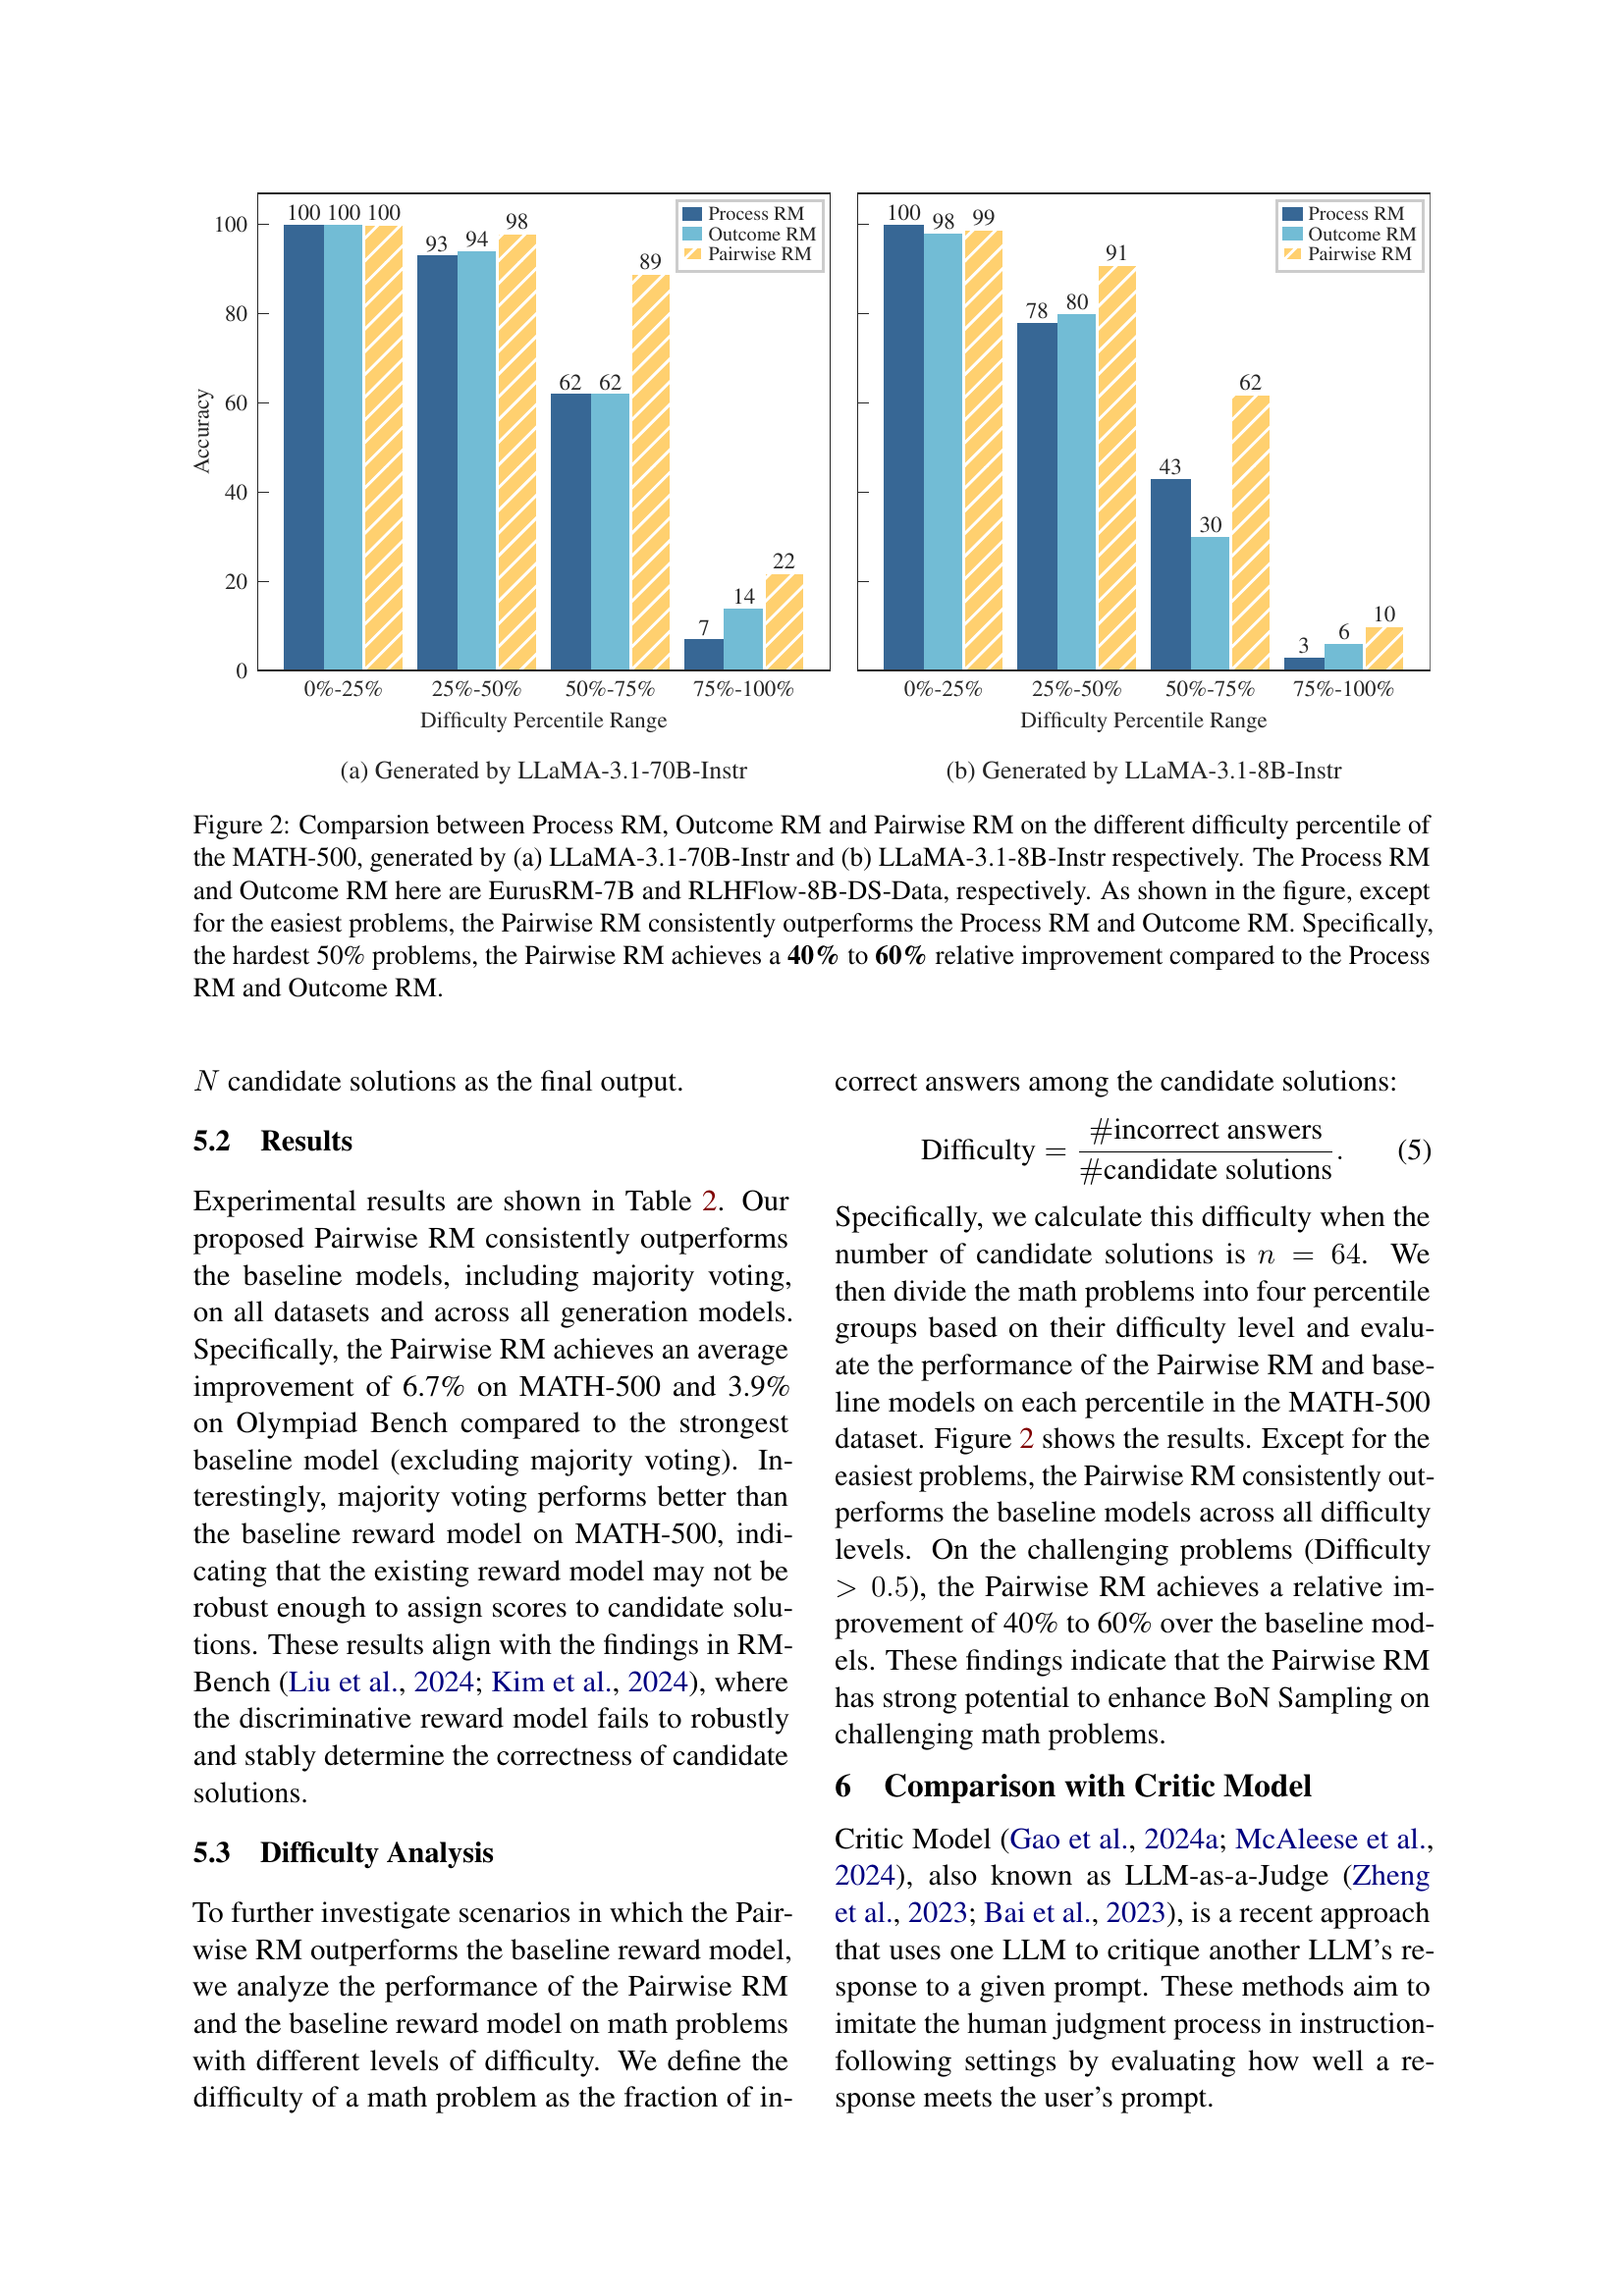 100 100 100
93 94 98
62 62 89
7 14 22
Process RM
Outcome RM
Pairwise RM
100
80
60
40
20
0
Accuracy
0%-25% 25%-50% 50%-75% 75%-100%
Difficulty Percentile Range
(a) Generated by LLaMA-3.1-70B-Instr
100 98 99
78 80 91
43 30 62
3 6 10
Process RM
Outcome RM
Pairwise RM
0%-25% 25%-50% 50%-75% 75%-100%
Difficulty Percentile Range
(b) Generated by LLaMA-3.1-8B-Instr
Figure 2: Comparsion between Process RM, Outcome RM and Pairwise RM on the different difficulty percentile of
the MATH-500, generated by (a) LLaMA-3.1-70B-Instr and (b) LLaMA-3.1-8B-Instr respectively. The Process RM
and Outcome RM here are EurusRM-7B and RLHFlow-8B-DS-Data, respectively. As shown in the figure, except
for the easiest problems, the Pairwise RM consistently outperforms the Process RM and Outcome RM. Specifically,
the hardest 50% problems, the Pairwise RM achieves a 40% to 60% relative improvement compared to the Process
RM and Outcome RM.
N candidate solutions as the final output.
5.2 Results
Experimental results are shown in Table 2. Our
proposed Pairwise RM consistently outperforms
the baseline models, including majority voting,
on all datasets and across all generation models.
Specifically, the Pairwise RM achieves an average
improvement of 6.7% on MATH-500 and 3.9%
on Olympiad Bench compared to the strongest
baseline model (excluding majority voting). In-
terestingly, majority voting performs better than
the baseline reward model on MATH-500, indi-
cating that the existing reward model may not be
robust enough to assign scores to candidate solu-
tions. These results align with the findings in RM-
Bench (Liu et al., 2024; Kim et al., 2024), where
the discriminative reward model fails to robustly
and stably determine the correctness of candidate
solutions.
5.3 Difficulty Analysis
To further investigate scenarios in which the Pair-
wise RM outperforms the baseline reward model,
we analyze the performance of the Pairwise RM
and the baseline reward model on math problems
with different levels of difficulty. We define the
difficulty of a math problem as the fraction of in-
correct answers among the candidate solutions:
Difficulty = #incorrect answers / #candidate solutions. (5)
Specifically, we calculate this difficulty when the
number of candidate solutions is n = 64. We
then divide the math problems into four percentile
groups based on their difficulty level and evalu-
ate the performance of the Pairwise RM and base-
line models on each percentile in the MATH-500
dataset. Figure 2 shows the results. Except for the
easiest problems, the Pairwise RM consistently out-
performs the baseline models across all difficulty
levels. On the challenging problems (Difficulty
> 0.5), the Pairwise RM achieves a relative im-
provement of 40% to 60% over the baseline mod-
els. These findings indicate that the Pairwise RM
has strong potential to enhance BoN Sampling on
challenging math problems.
6 Comparison with Critic Model
Critic Model (Gao et al., 2024a; McAleese et al.,
2024), also known as LLM-as-a-Judge (Zheng
et al., 2023; Bai et al., 2023), is a recent approach
that uses one LLM to critique another LLM's re-
sponse to a given prompt. These methods aim to
imitate the human judgment process in instruction-
following settings by evaluating how well a re-
sponse meets the user's prompt.